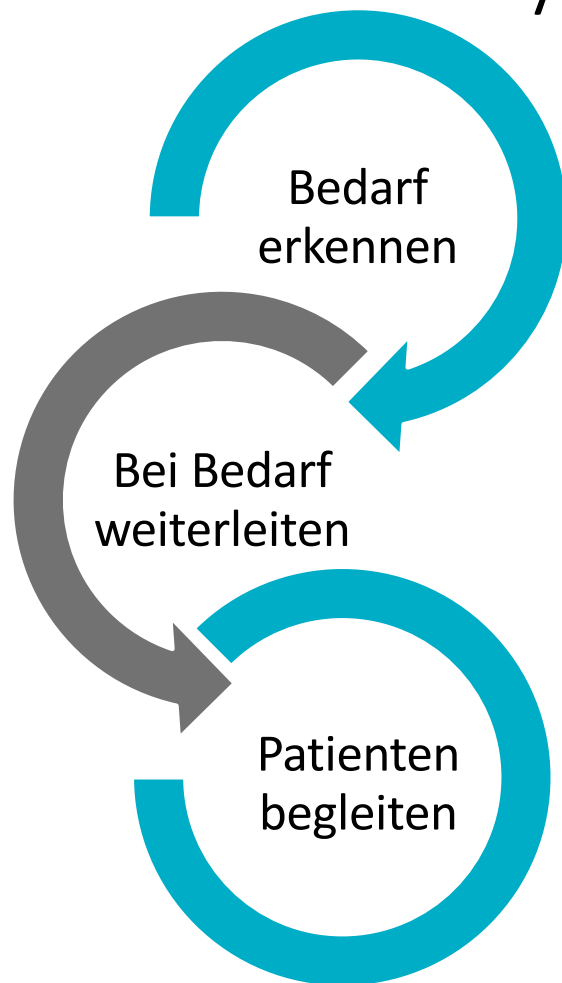 Bedarf
erkennen
Bei Bedarf
weiterleiten
Patienten
begleiten